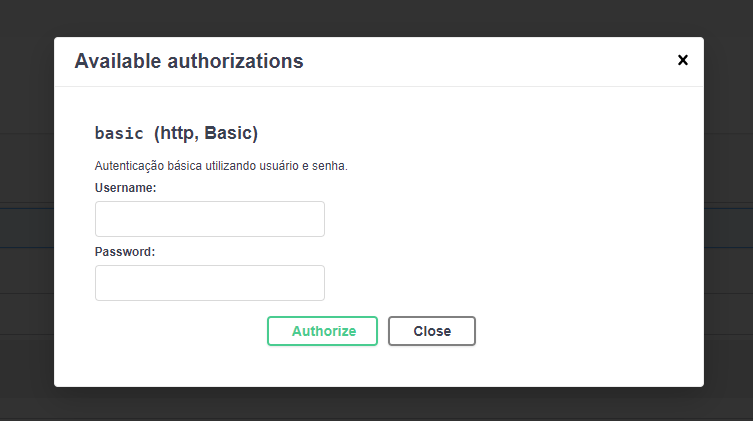 Available authorizations
basic (http, Basic)
Autenticação básica utilizando usuário e senha.
Username:
Password:
Authorize Close